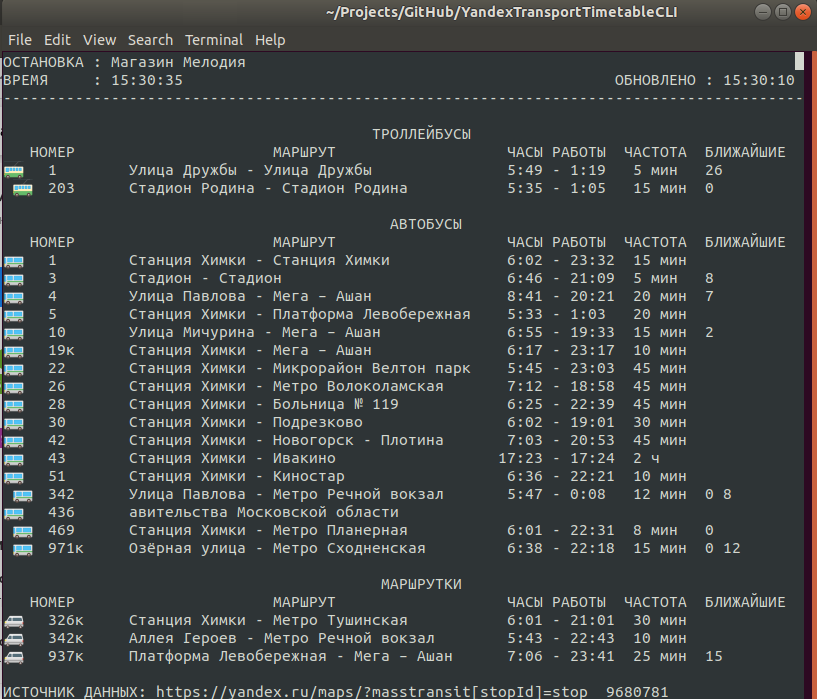 ~/Projects/GitHub/YandexTransportTimetableCLI
File Edit View Search Terminal Help
ОСТАНОВКА : Магазин Мелодия
ВРЕМЯ : 15:30:35 ОБНОВЛЕНО : 15:30:10
ТРОЛЛЕЙБУСЫ
НОМЕР МАРШРУТ ЧАСЫ РАБОТЫ ЧАСТОТА БЛИЖАЙШИЕ
1 Улица Дружбы - Улица Дружбы 5:49 - 1:19 5 мин 26
203 Стадион Родина - Стадион Родина 5:35 - 1:05 15 мин 0
АВТОБУСЫ
НОМЕР МАРШРУТ ЧАСЫ РАБОТЫ ЧАСТОТА БЛИЖАЙШИЕ
1 Станция Химки - Станция Химки 6:02 - 23:32 15 мин
3 Стадион - Стадион 6:46 - 21:09 5 мин 8
4 Улица Павлова - Мега – Ашан 8:41 - 20:21 20 мин 7
5 Станция Химки - Платформа Левобережная 5:33 - 1:03 20 мин
10 Улица Мичурина - Мега – Ашан 6:55 - 19:33 15 мин 2
19к Станция Химки - Мега – Ашан 6:17 - 23:17 10 мин
22 Станция Химки - Микрорайон Велтон парк 5:45 - 23:03 45 мин
26 Станция Химки - Метро Волоколамская 7:12 - 18:58 45 мин
28 Станция Химки - Больница № 119 6:25 - 22:39 45 мин
30 Станция Химки - Подрезково 6:02 - 19:01 30 мин
42 Станция Химки - Новогорск - Плотина 7:03 - 20:53 45 мин
43 Станция Химки - Ивакино 17:23 - 17:24 2 ч
51 Станция Химки - Киностар 6:36 - 22:21 10 мин
342 Улица Павлова - Метро Речной вокзал 5:47 - 0:08 12 мин 0 8
436 авительства Московской области
469 Станция Химки - Метро Планерная 6:01 - 22:31 8 мин 0
971к Озёрная улица - Метро Сходненская 6:38 - 22:18 15 мин 0 12
МАРШРУТКИ
НОМЕР МАРШРУТ ЧАСЫ РАБОТЫ ЧАСТОТА БЛИЖАЙШИЕ
326к Станция Химки - Метро Тушинская 6:01 - 21:01 30 мин
342к Аллея Героев - Метро Речной вокзал 5:43 - 22:43 10 мин
937к Платформа Левобережная - Мега – Ашан 7:06 - 23:41 25 мин 15
ИСТОЧНИК ДАННЫХ: https://yandex.ru/maps/?masstransit[stopId]=stop__9680781